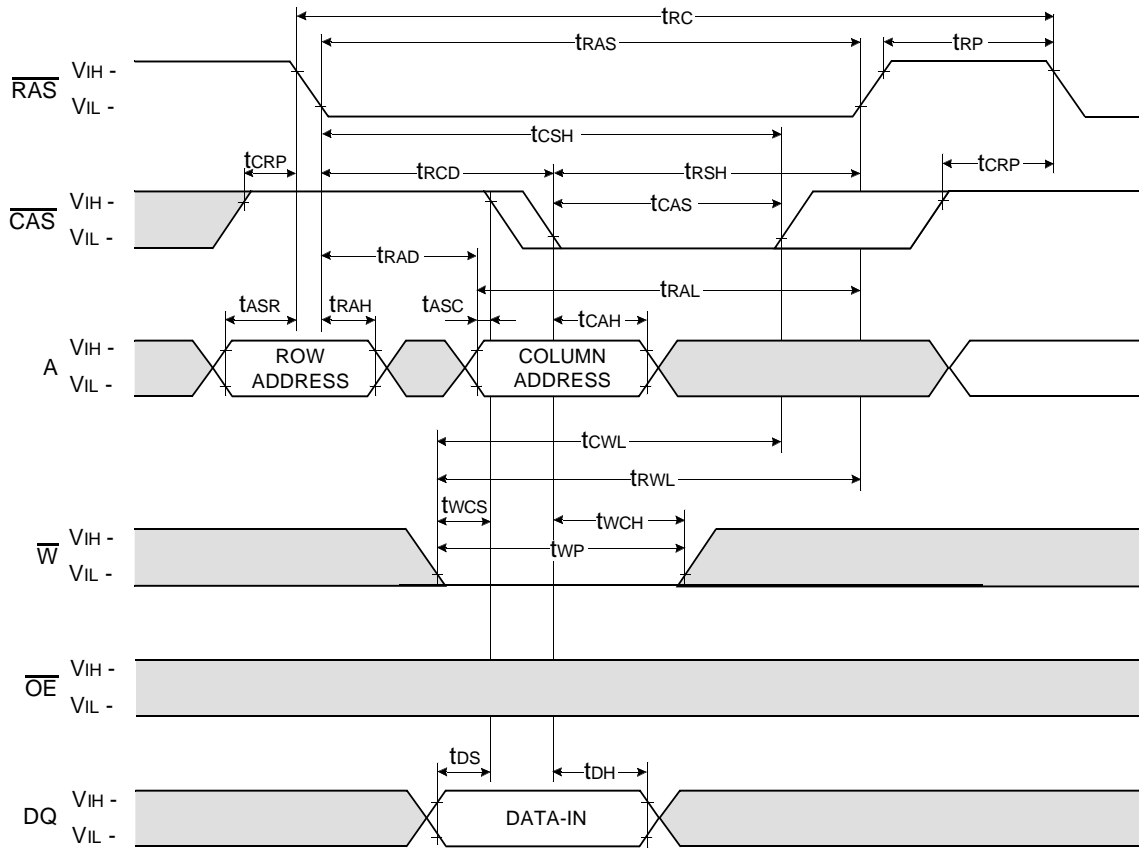 tRC
tRAS
tRP
RAS
VIH -
VIL -
tCSH
tCRP
tRCD
tRSH
tCRP
CAS
VIH -
VIL -
tCAS
tRAD
tRAL
tASR
tRAH
tASC
tCAH
A
VIH -
VIL -
ROW
ADDRESS
COLUMN
ADDRESS
tCWL
tRWL
tWCS
tWCH
W
VIH -
VIL -
tWP
OE
VIH -
VIL -
tDS
tDH
DQ
VIH -
VIL -
DATA-IN